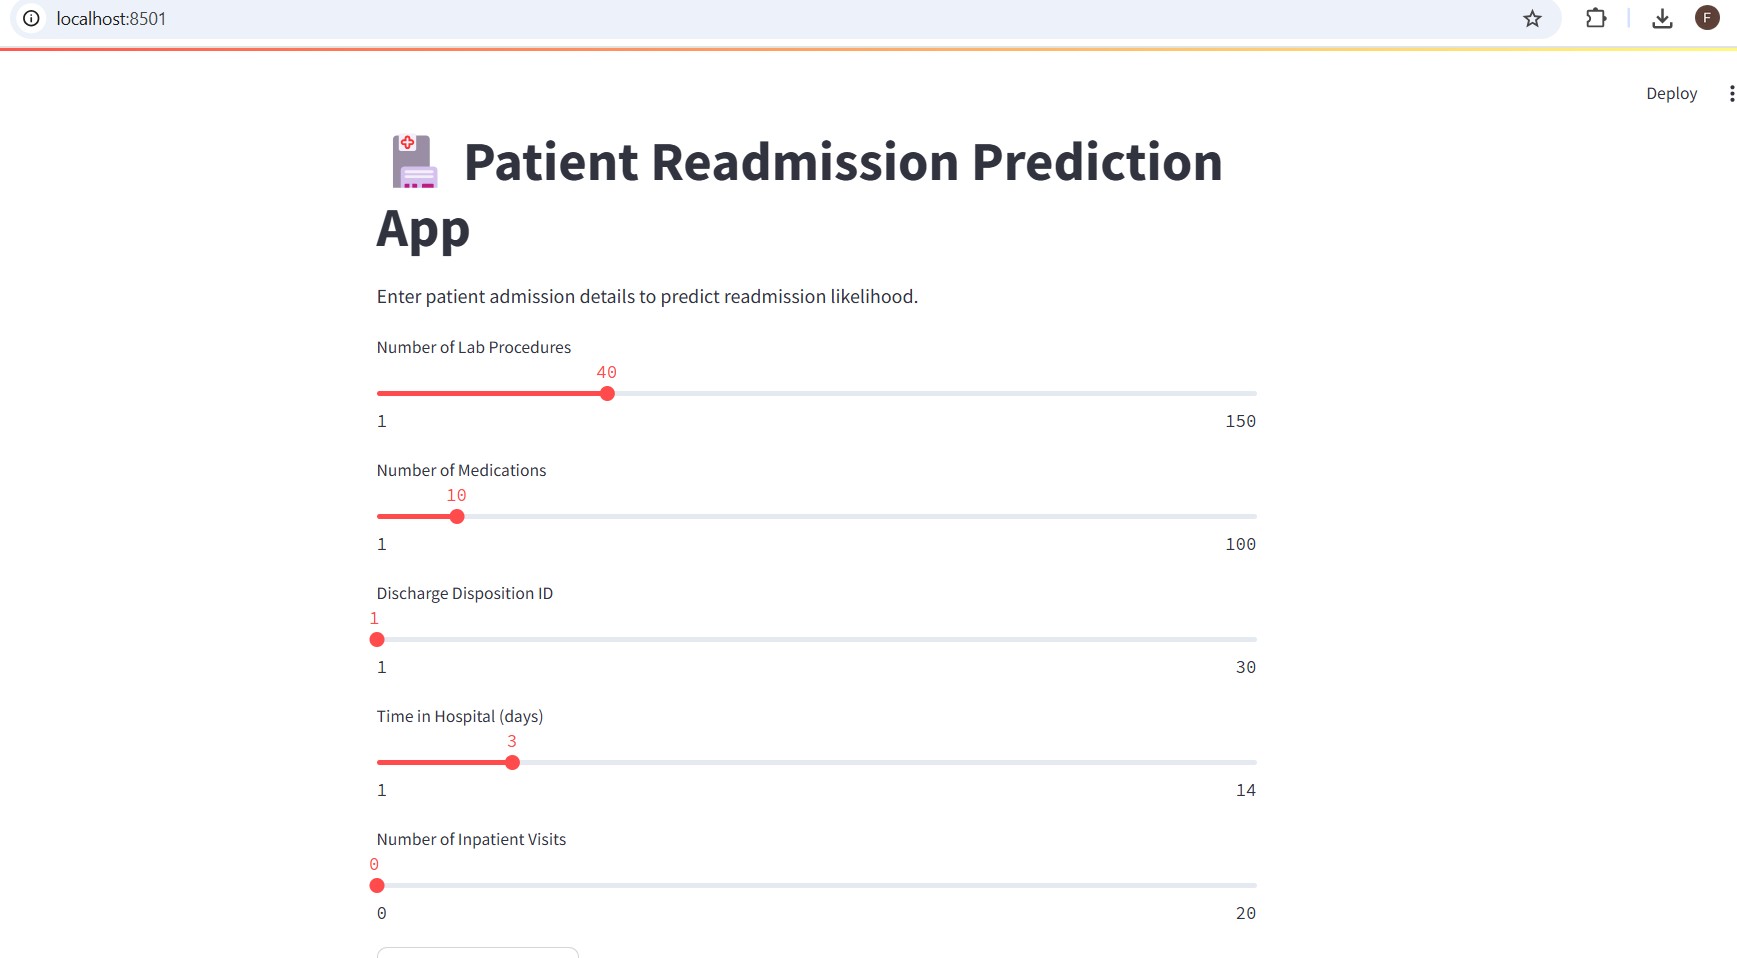 localhost:8501
F
Deploy
Patient Readmission Prediction
App
Enter patient admission details to predict readmission likelihood.
Number of Lab Procedures
40
1 150
Number of Medications
10
1 100
Discharge Disposition ID
1
1 30
Time in Hospital (days)
3
1 14
Number of Inpatient Visits
0
0 20